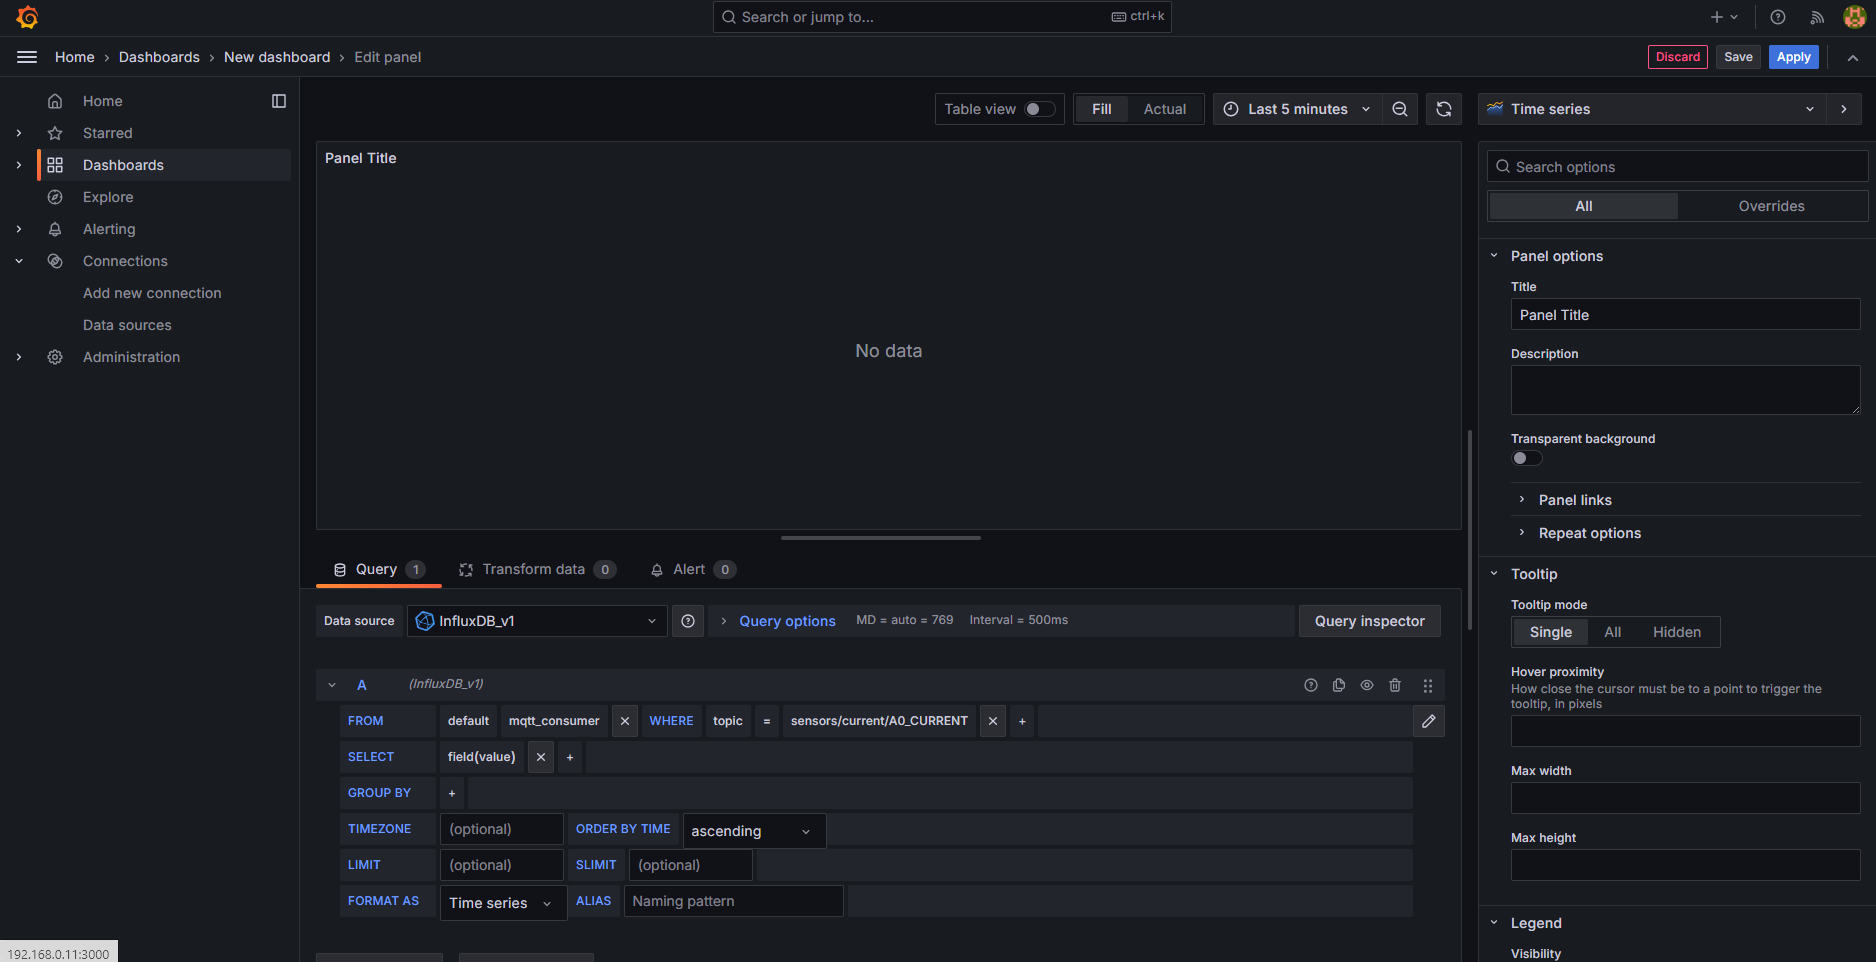 Search or jump to...
ctrl+k
Home › Dashboards › New dashboard › Edit panel
Discard
Save
Apply
Home
Starred
Dashboards
Explore
Alerting
Connections
Add new connection
Data sources
Administration
Table view
Fill
Actual
Last 5 minutes
Panel Title
No data
Query 1
Transform data 0
Alert 0
Data source
InfluxDB_v1
Query options
MD = auto = 769
Interval = 500ms
Query inspector
A
(InfluxDB_v1)
FROM default mqtt_consumer × WHERE topic = sensors/current/A0_CURRENT × +
SELECT field(value) × +
GROUP BY +
TIMEZONE (optional) ORDER BY TIME ascending
LIMIT (optional) SLIMIT (optional)
FORMAT AS Time series ALIAS Naming pattern
Time series
Search options
All
Overrides
Panel options
Title
Panel Title
Description
Transparent background
Panel links
Repeat options
Tooltip
Tooltip mode
Single
All
Hidden
Hover proximity
How close the cursor must be to a point to trigger the
tooltip, in pixels
Max width
Max height
Legend
Visibility
192.168.0.11:3000